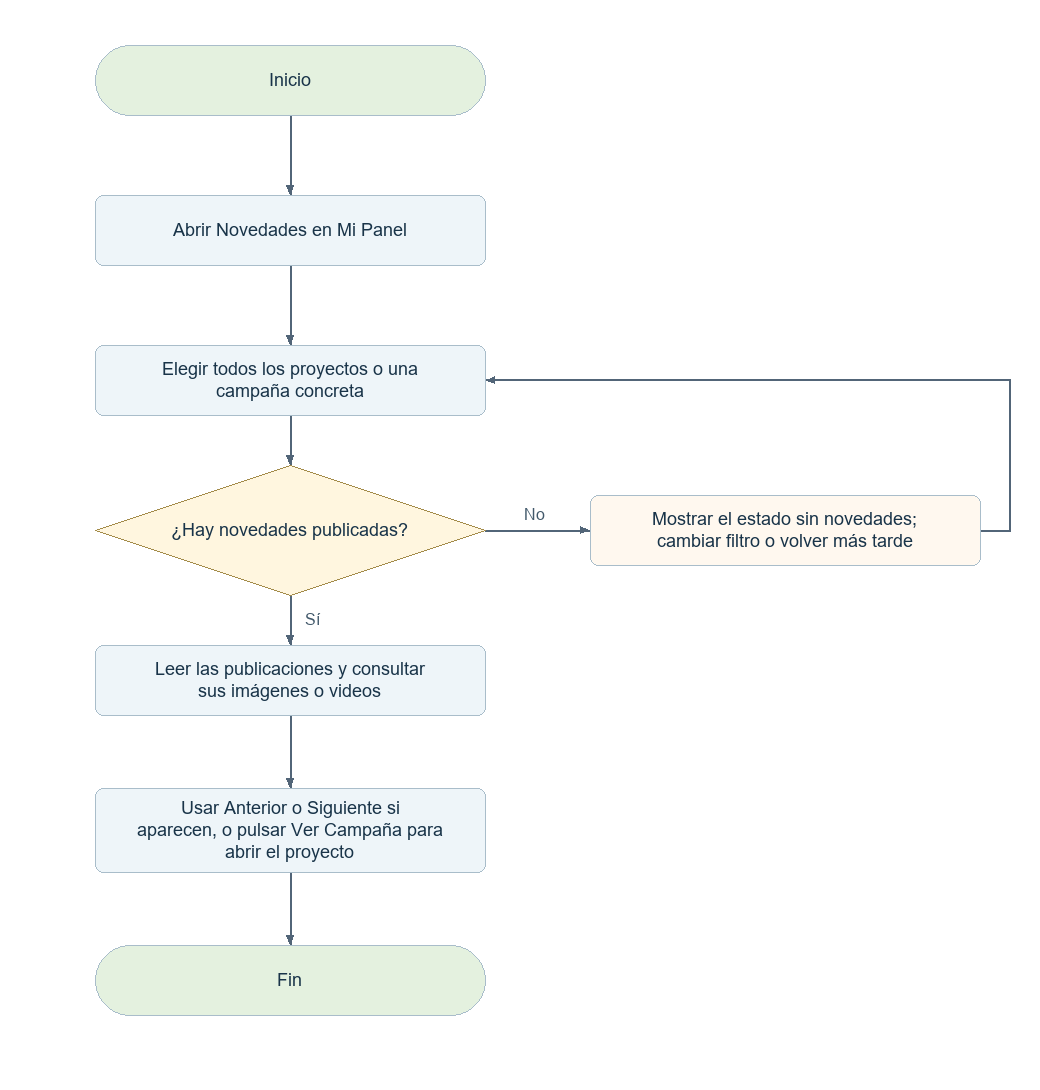 Inicio
Abrir Novedades en Mi Panel
Elegir todos los proyectos o una
campaña concreta
¿Hay novedades publicadas?
No
Mostrar el estado sin novedades;
cambiar filtro o volver más tarde
Sí
Leer las publicaciones y consultar
sus imágenes o videos
Usar Anterior o Siguiente si
aparecen, o pulsar Ver Campaña para
abrir el proyecto
Fin